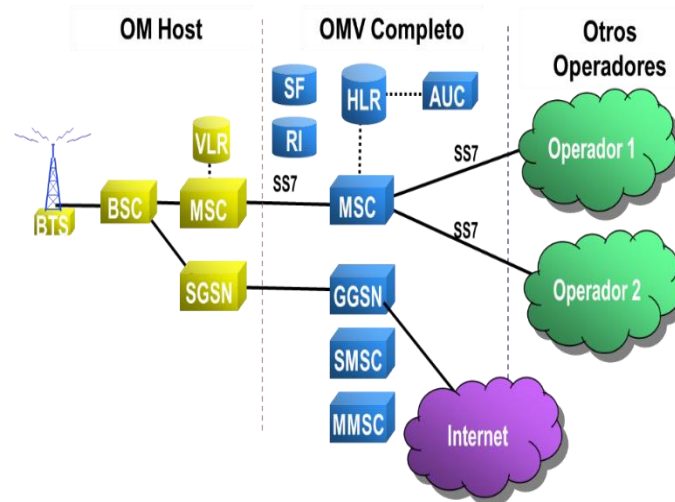 OM Host
OMV Completo
Otros
Operadores
SF
HLR
AUC
RI
VLR
Operador 1
SS7
SS7
BTS
BSC
MSC
MSC
SS7
SGSN
GGSN
Operador 2
SMSC
MMSC
Internet